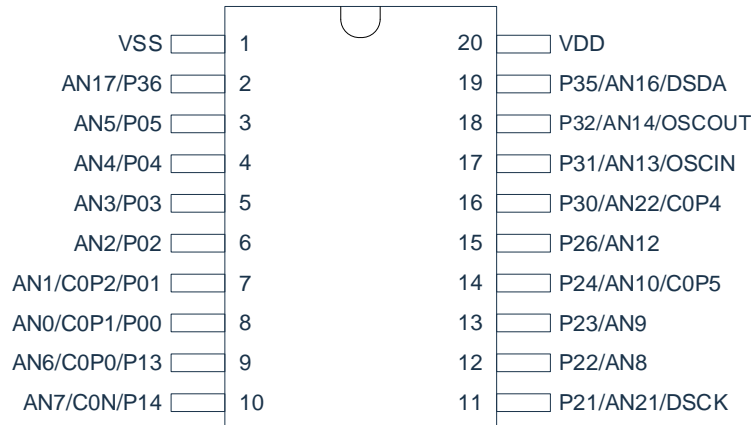 VSS 1 20 VDD
AN17/P36 2 19 P35/AN16/DSDA
AN5/P05 3 18 P32/AN14/OSCOUT
AN4/P04 4 17 P31/AN13/OSCIN
AN3/P03 5 16 P30/AN22/C0P4
AN2/P02 6 15 P26/AN12
AN1/C0P2/P01 7 14 P24/AN10/C0P5
AN0/C0P1/P00 8 13 P23/AN9
AN6/C0P0/P13 9 12 P22/AN8
AN7/C0N/P14 10 11 P21/AN21/DSCK